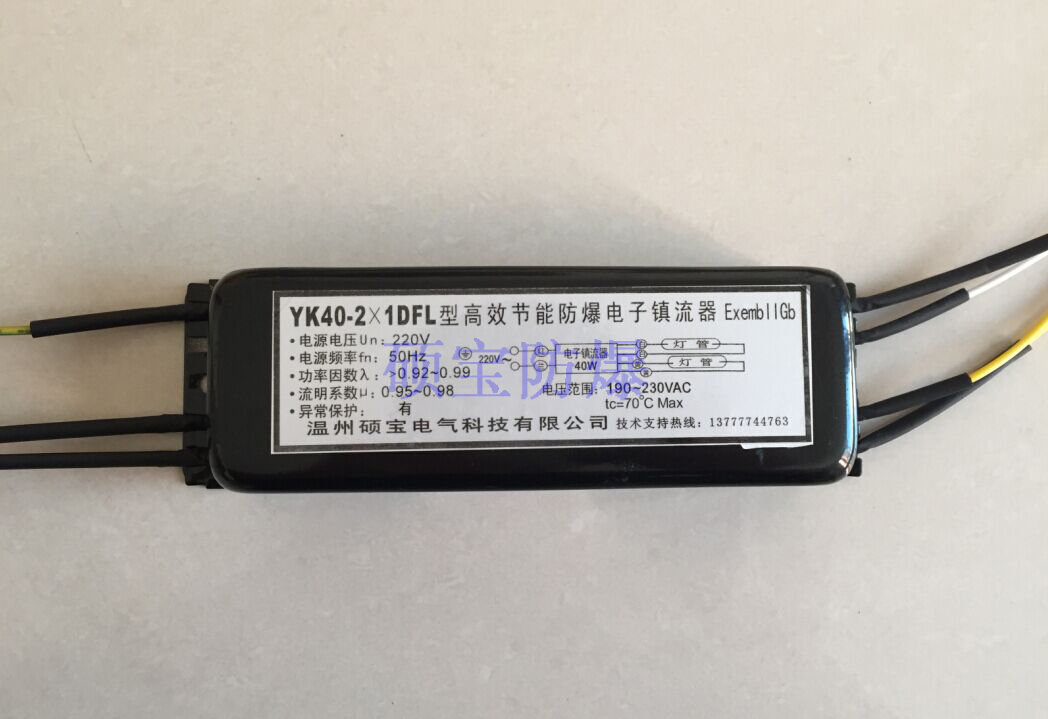 YK40-2×1DFL型高效节能防爆电子镇流器 ExembIIGb
·电源电压Un：220V
·电源频率fn：50Hz
·功率因数λ：>0.92~0.99
·流明系数μ：0.95~0.98
·异常保护：有
220V~
电子镇流器
40W
灯管
灯管
电压范围：190~230VAC
tc=70℃ Max
硕宝防爆
温州硕宝电气科技有限公司 技术支持热线：13777744763